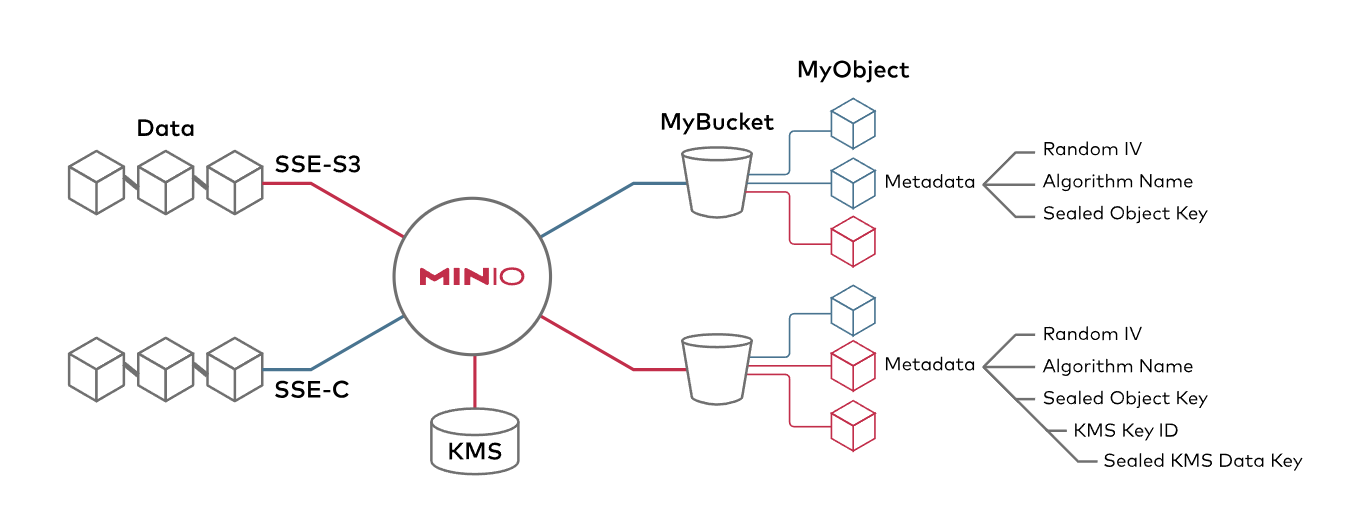 MyObject
MyBucket
Data
SSE-S3
Random IV
Metadata
Algorithm Name
Sealed Object Key
MINIO
Random IV
Metadata
Algorithm Name
SSE-C
Sealed Object Key
KMS Key ID
KMS
Sealed KMS Data Key